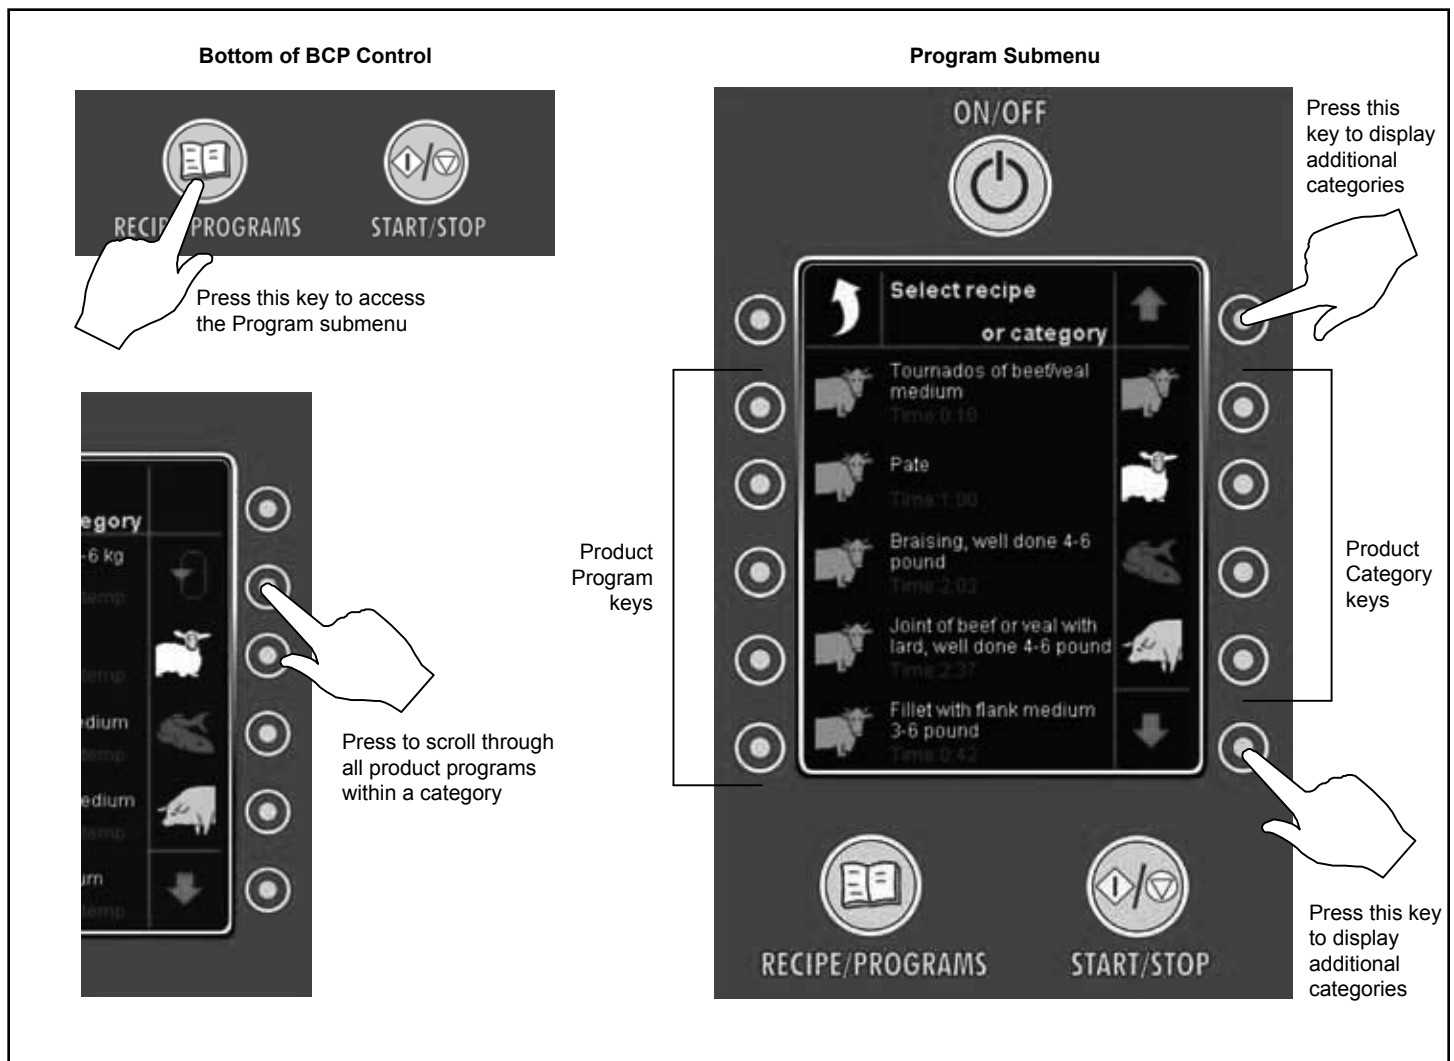 Bottom of BCP Control
RECIPE/PROGRAMS
START/STOP
Press this key to access
the Program submenu
egory
-6 kg
temp
temp
edium
temp
edium
temp
um
temp
Press to scroll through
all product programs
within a category
Program Submenu
ON/OFF
Press this
key to display
additional
categories
Select recipe
or category
Tournados of beef/veal
medium
Time:0:10
Pate
Time:1:00
Braising, well done 4-6
pound
Time:2:02
Joint of beef or veal with
lard, well done 4-6 pound
Time:2:37
Fillet with flank medium
3-6 pound
Time:0:42
Product
Program
keys
Product
Category
keys
RECIPE/PROGRAMS
START/STOP
Press this key
to display
additional
categories